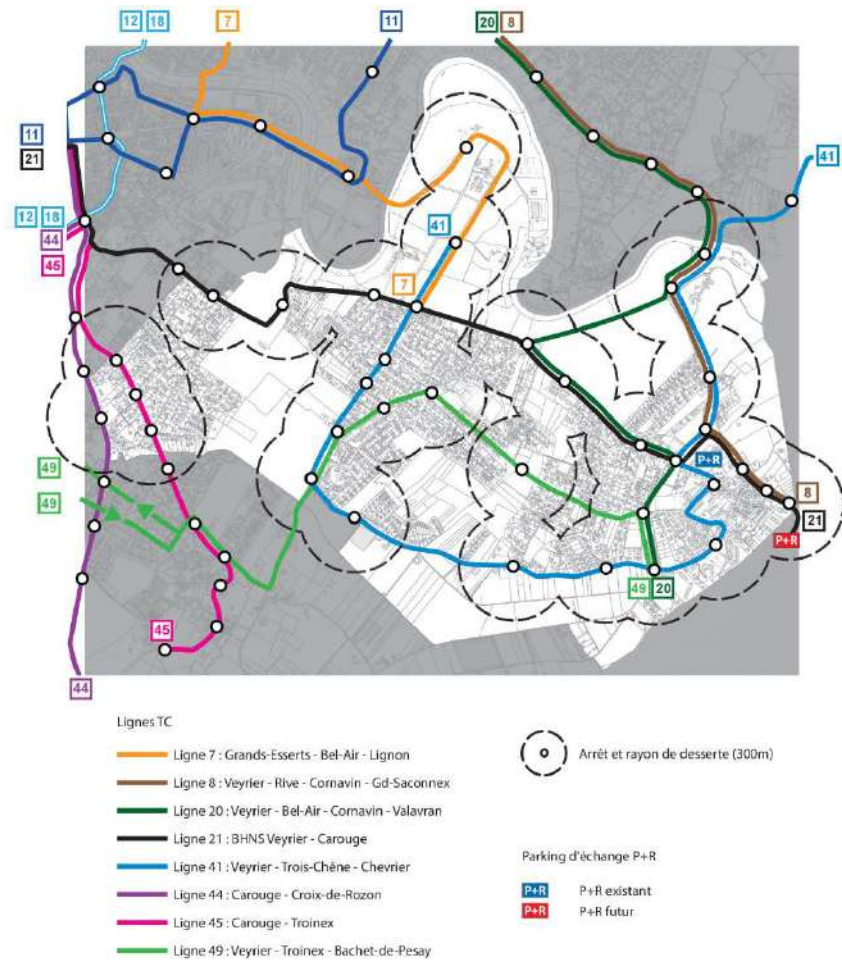 12 18
7
11
20 8
11
21
41
12 18
44
45
41
7
49
49
P+R
8
21
P+R
49 20
45
44
Lignes TC
Ligne 7 : Grands-Esserts - Bel-Air - Lignon
Ligne 8 : Veyrier - Rive - Cornavin - Gd-Saconnex
Ligne 20 : Veyrier - Bel-Air - Cornavin - Valavran
Ligne 21 : BHNS Veyrier - Carouge
Ligne 41 : Veyrier - Trois-Chêne - Chevrier
Ligne 44 : Carouge - Croix-de-Rozon
Ligne 45 : Carouge - Troinex
Ligne 49 : Veyrier - Troinex - Bachet-de-Pesay
Arrêt et rayon de desserte (300m)
Parking d'échange P+R
P+R P+R existant
P+R P+R futur